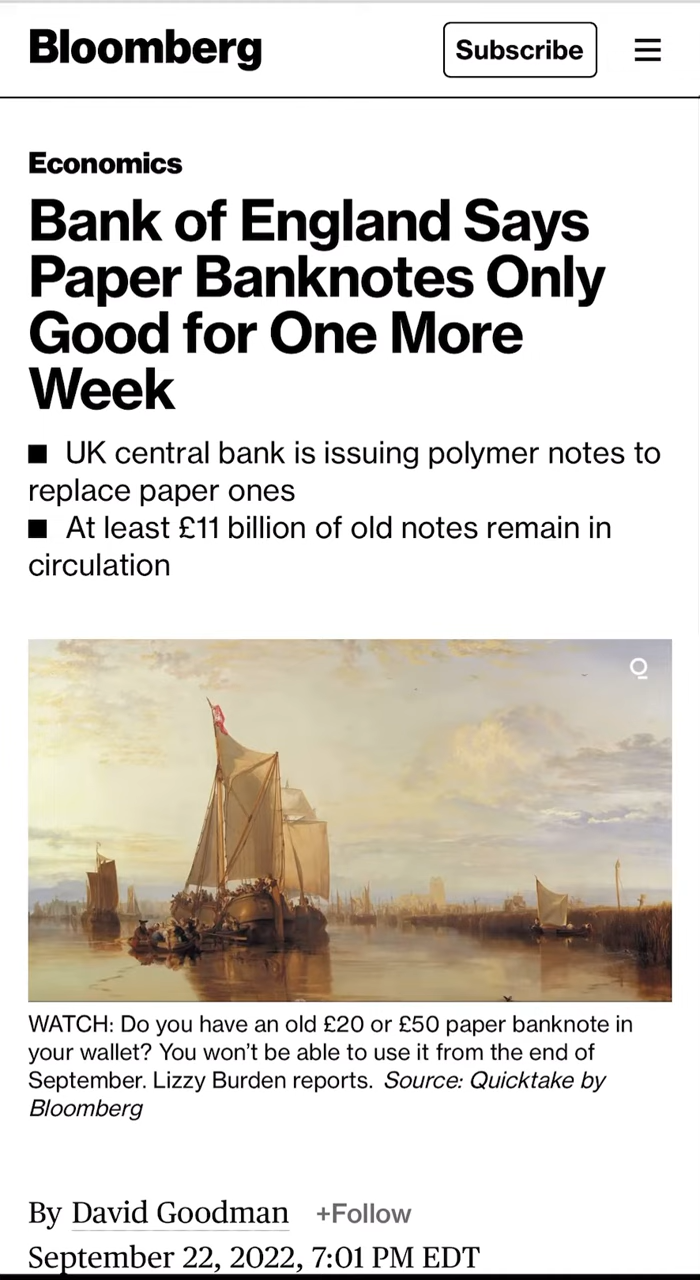 Bloomberg
Subscribe
Economics
Bank of England Says
Paper Banknotes Only
Good for One More
Week
■ UK central bank is issuing polymer notes to
replace paper ones
■ At least £11 billion of old notes remain in
circulation
WATCH: Do you have an old £20 or £50 paper banknote in
your wallet? You won’t be able to use it from the end of
September. Lizzy Burden reports. Source: Quicktake by
Bloomberg
By David Goodman +Follow
September 22, 2022, 7:01 PM EDT